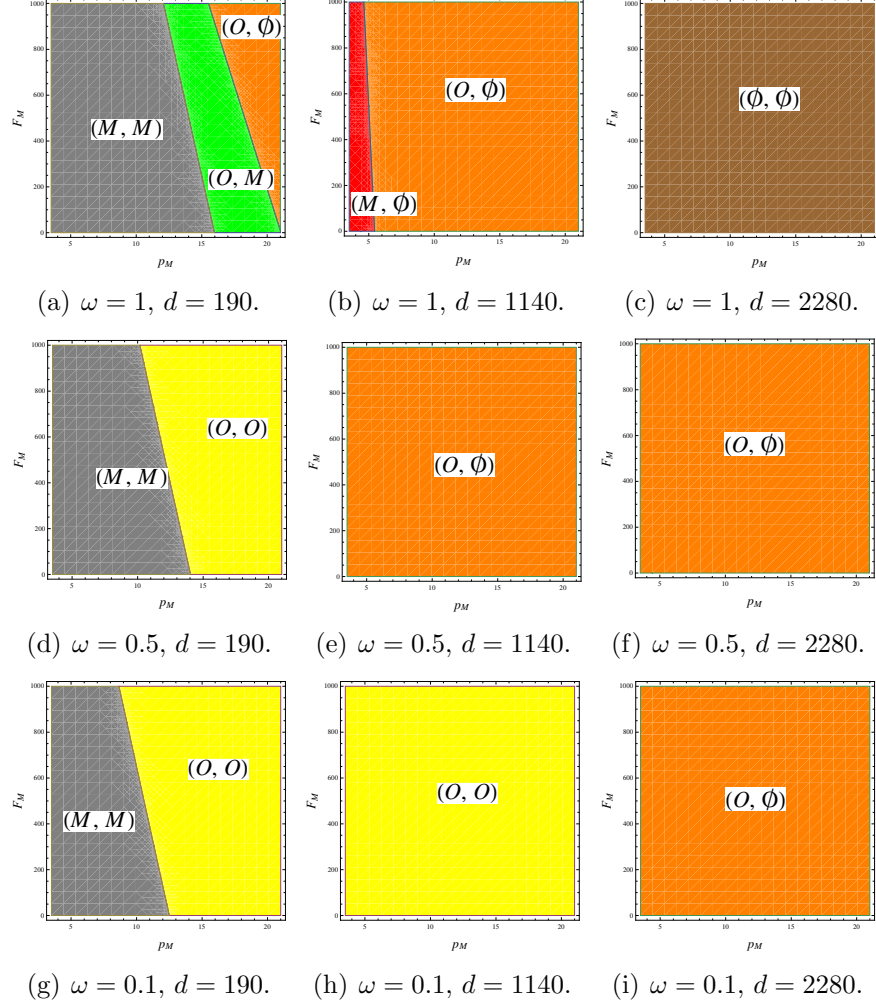 1000
800
600
400
200
0
F_M
(M, M)
(O, M)
(O, ϕ)
5 10 15 20
p_M
1000
800
600
400
200
0
F_M
(O, ϕ)
(M, ϕ)
5 10 15 20
p_M
1000
800
600
400
200
0
F_M
(ϕ, ϕ)
5 10 15 20
p_M
(a) ω = 1, d = 190. (b) ω = 1, d = 1140. (c) ω = 1, d = 2280.
1000
800
600
400
200
0
F_M
(O, O)
(M, M)
5 10 15 20
p_M
1000
800
600
400
200
0
F_M
(O, ϕ)
5 10 15 20
p_M
1000
800
600
400
200
0
F_M
(O, ϕ)
5 10 15 20
p_M
(d) ω = 0.5, d = 190. (e) ω = 0.5, d = 1140. (f) ω = 0.5, d = 2280.
1000
800
600
400
200
0
F_M
(O, O)
(M, M)
5 10 15 20
p_M
1000
800
600
400
200
0
F_M
(O, O)
5 10 15 20
p_M
1000
800
600
400
200
0
F_M
(O, ϕ)
5 10 15 20
p_M
(g) ω = 0.1, d = 190. (h) ω = 0.1, d = 1140. (i) ω = 0.1, d = 2280.